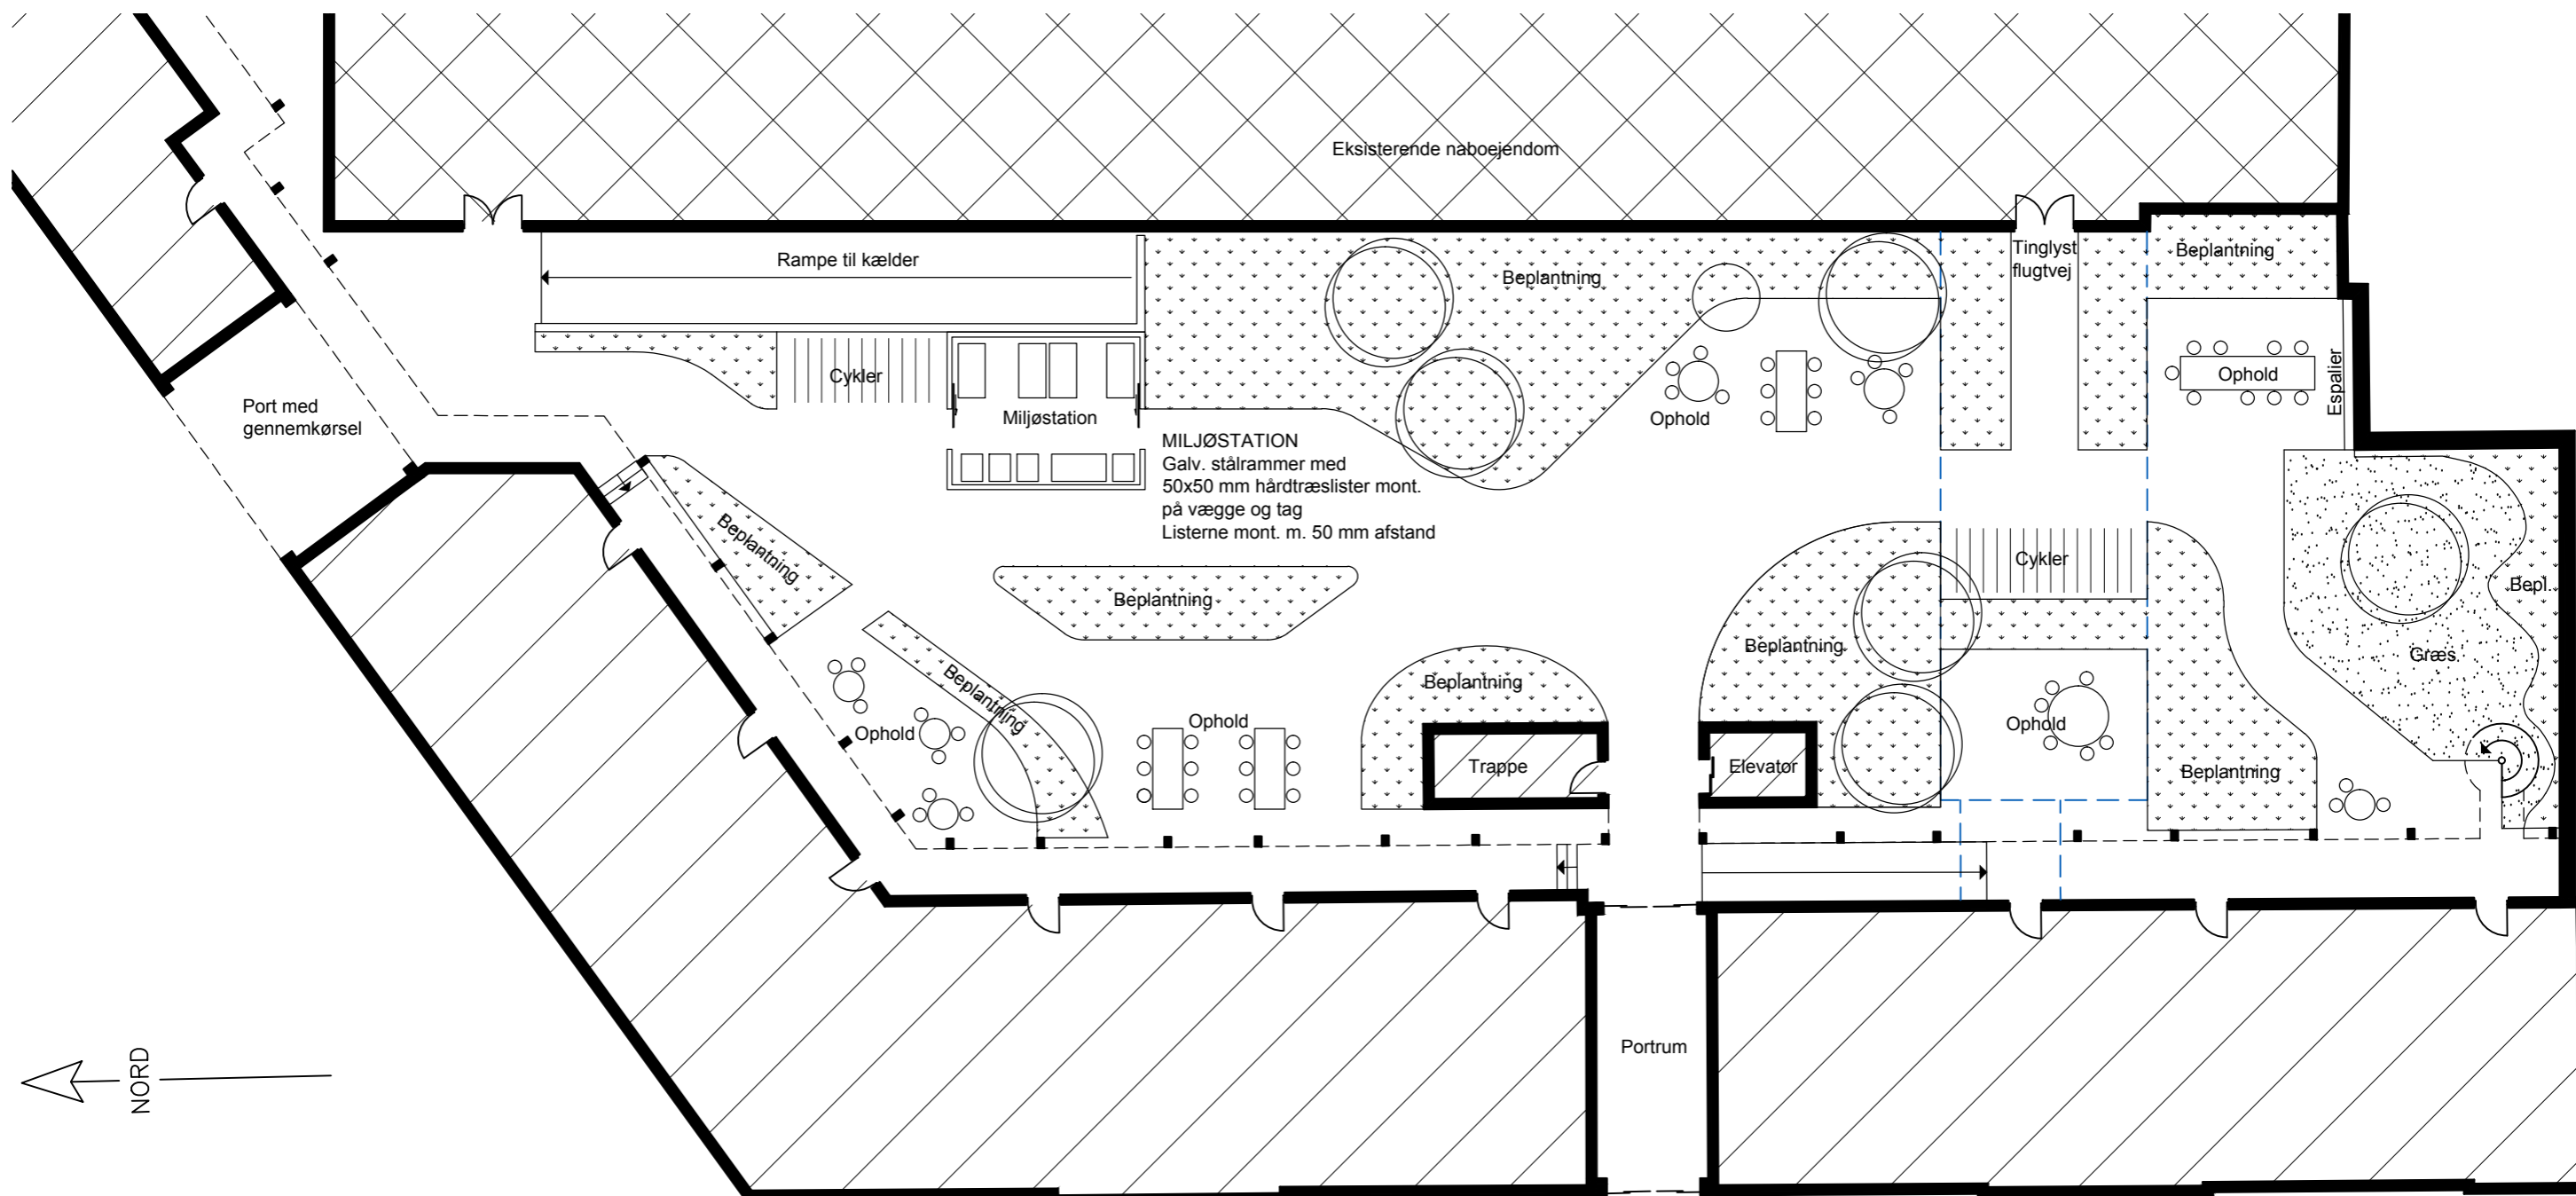 Eksisterende naboejendom
Rampe til kælder
Beplantning
Tinglyst
flugtvej
Beplantning
Cykler
Miljøstation
Ophold
Ophold
Espalier
Port med
gennemkørsel
MILJØSTATION
Galv. stålrammer med
50x50 mm hårdtræslister mont.
på vægge og tag
Listerne mont. m. 50 mm afstand
Beplantning
Beplantning
Cykler
Bepl.
Beplantning
Græs
Beplantning
Beplantning
Ophold
Ophold
Ophold
Trappe
Elevator
Beplantning
Portrum
NORD